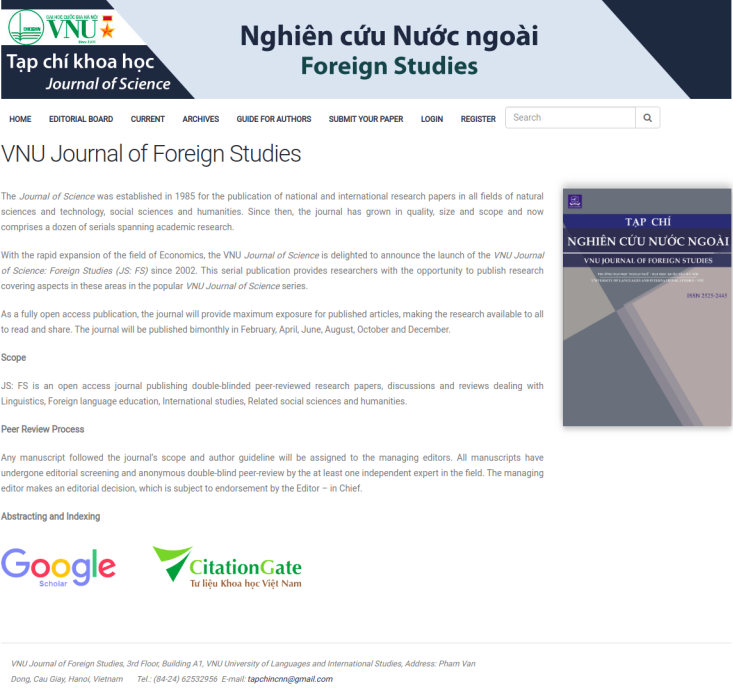 ĐẠI HỌC QUỐC GIA HÀ NỘI
VNU
Since 1906
Tạp chí khoa học
Journal of Science
Nghiên cứu Nước ngoài
Foreign Studies
HOME EDITORIAL BOARD CURRENT ARCHIVES GUIDE FOR AUTHORS SUBMIT YOUR PAPER LOGIN REGISTER Search
VNU Journal of Foreign Studies
The Journal of Science was established in 1985 for the publication of national and international research papers in all fields of natural
sciences and technology, social sciences and humanities. Since then, the journal has grown in quality, size and scope and now
comprises a dozen of serials spanning academic research.
With the rapid expansion of the field of Economics, the VNU Journal of Science is delighted to announce the launch of the VNU Journal
of Science: Foreign Studies (JS: FS) since 2002. This serial publication provides researchers with the opportunity to publish research
covering aspects in these areas in the popular VNU Journal of Science series.
As a fully open access publication, the journal will provide maximum exposure for published articles, making the research available to all
to read and share. The journal will be published bimonthly in February, April, June, August, October and December.
Scope
JS: FS is an open access journal publishing double-blinded peer-reviewed research papers, discussions and reviews dealing with
Linguistics, Foreign language education, International studies, Related social sciences and humanities.
Peer Review Process
Any manuscript followed the journal's scope and author guideline will be assigned to the managing editors. All manuscripts have
undergone editorial screening and anonymous double-blind peer-review by the at least one independent expert in the field. The managing
editor makes an editorial decision, which is subject to endorsement by the Editor – in Chief.
Abstracting and Indexing
Google
Scholar
CitationGate
Tư liệu Khoa học Việt Nam
TẠP CHÍ
NGHIÊN CỨU NƯỚC NGOÀI
VNU JOURNAL OF FOREIGN STUDIES
UNIVERSITY OF LANGUAGES AND INTERNATIONAL STUDIES - VNU
ISSN 2525-2445
VNU Journal of Foreign Studies, 3rd Floor, Building A1, VNU University of Languages and International Studies, Address: Pham Van
Dong, Cau Giay, Hanoi, Vietnam Tel.: (84-24) 62532956 E-mail: tapchincnn@gmail.com